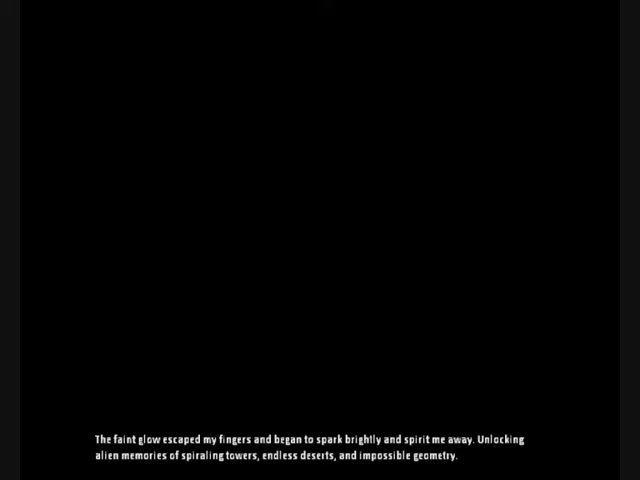 The faint glow escaped my fingers and began to spark brightly and spirit me away. Unlocking
alien memories of spiraling towers, endless deserts, and impossible geometry.